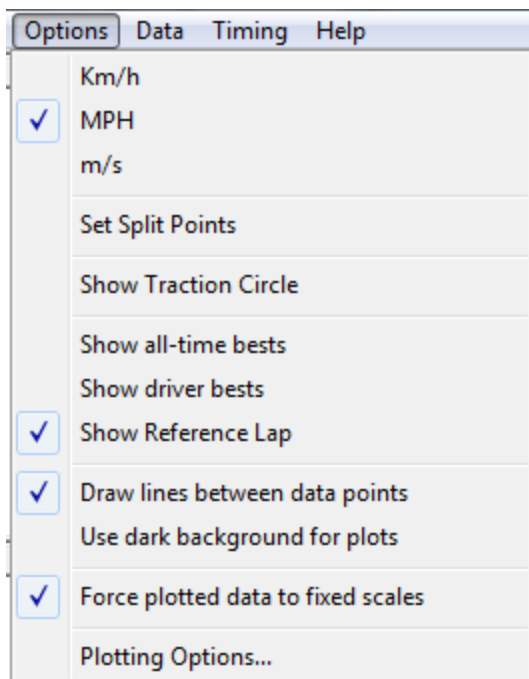 Options Data Timing Help
Km/h
MPH
m/s
Set Split Points
Show Traction Circle
Show all-time bests
Show driver bests
Show Reference Lap
Draw lines between data points
Use dark background for plots
Force plotted data to fixed scales
Plotting Options...